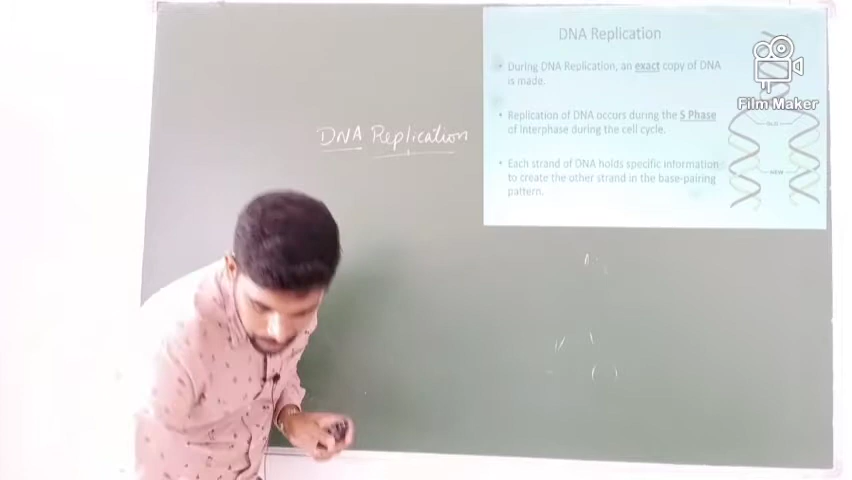 DNA Replication
• During DNA Replication, an exact copy of DNA
is made.
• Replication of DNA occurs during the S Phase
of Interphase during the cell cycle.
• Each strand of DNA holds specific information
to create the other strand in the base-pairing
pattern.
Film Maker
OLD
NEW
DNA Replication